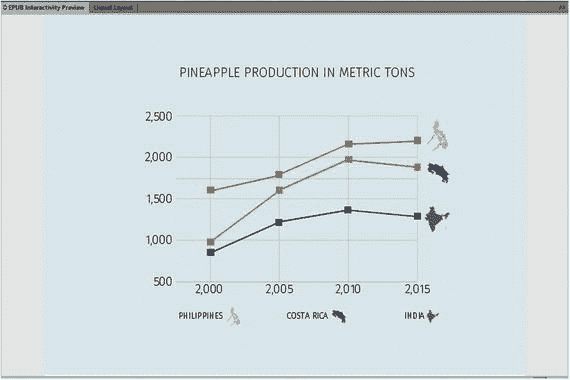 EPUB Interactivity Preview Liquid Layout
PINEAPPLE PRODUCTION IN METRIC TONS
2,500
2,000
1,500
1,000
500
2,000 2,005 2,010 2,015
PHILIPPINES COSTA RICA INDIA